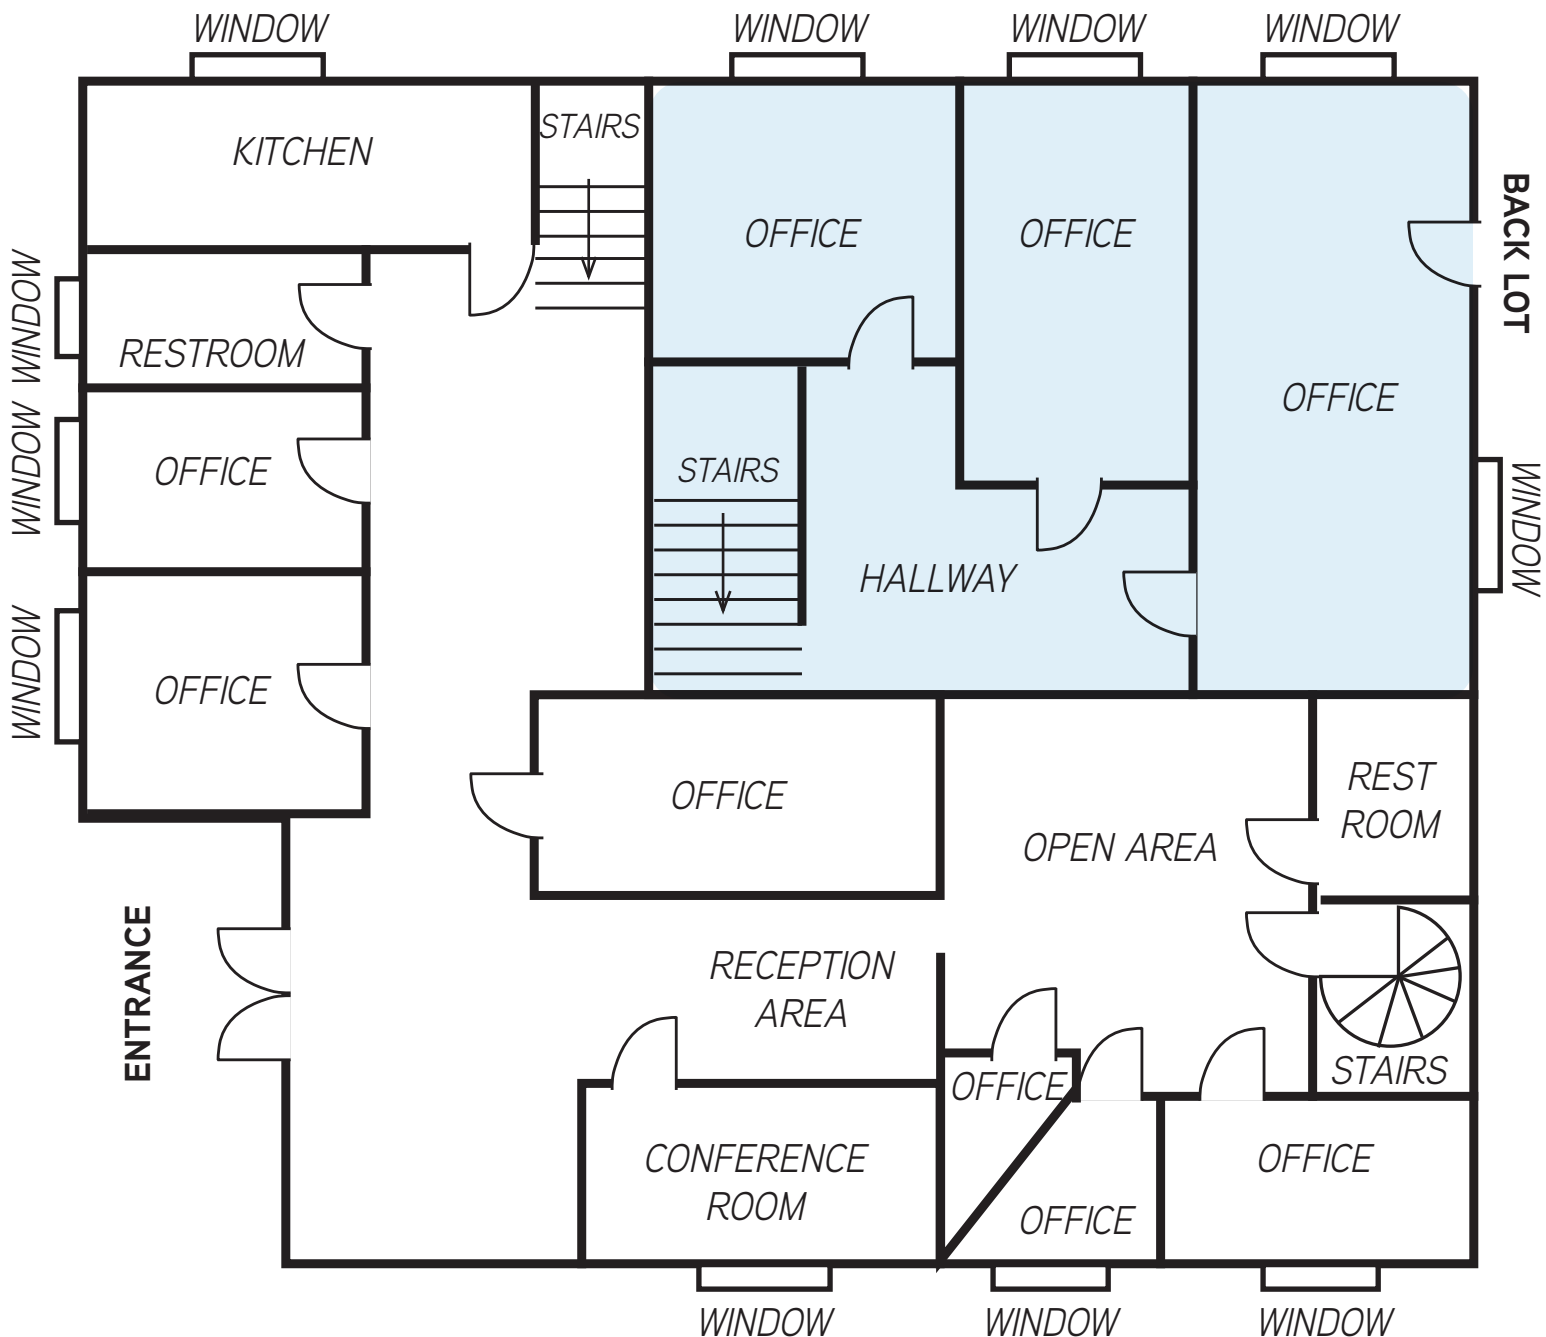 WINDOW
WINDOW
WINDOW
WINDOW
KITCHEN
STAIRS
OFFICE
OFFICE
BACK LOT
WINDOW
RESTROOM
OFFICE
WINDOW
OFFICE
STAIRS
WINDOW
HALLWAY
WINDOW
OFFICE
OFFICE
REST
ROOM
OPEN AREA
ENTRANCE
RECEPTION
AREA
STAIRS
OFFICE
CONFERENCE
ROOM
OFFICE
OFFICE
WINDOW
WINDOW
WINDOW